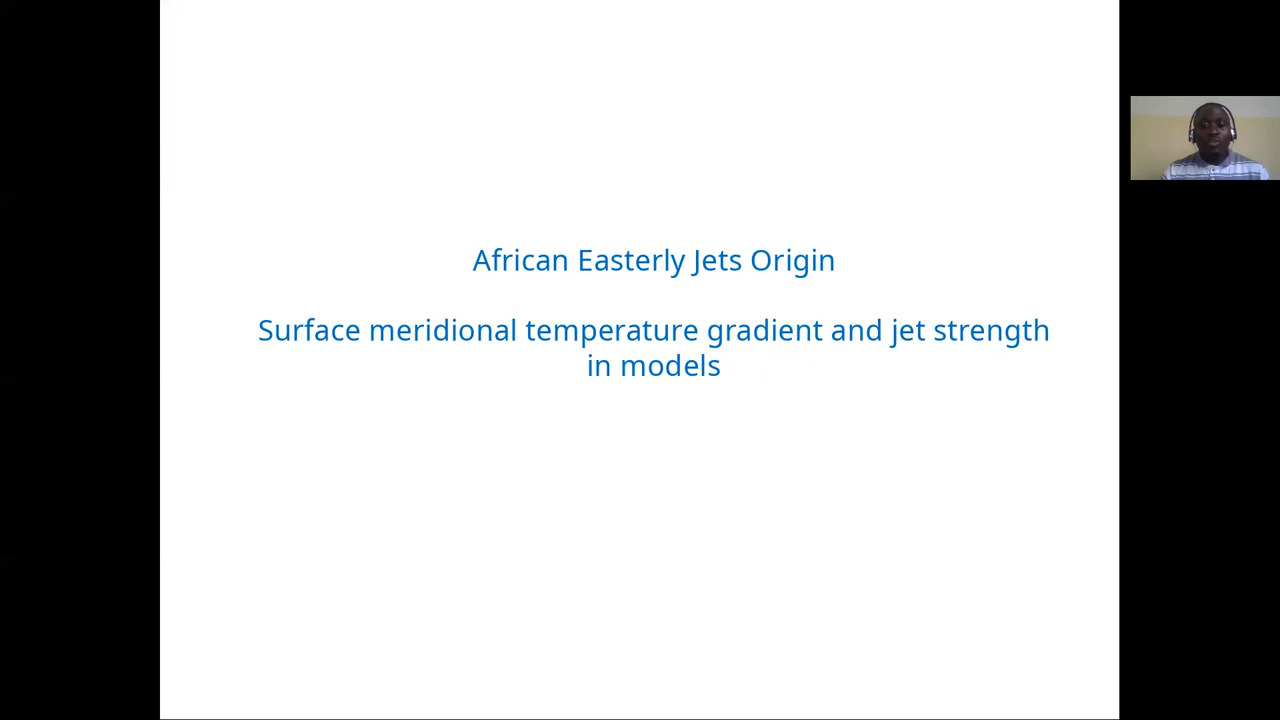 African Easterly Jets Origin
Surface meridional temperature gradient and jet strength
in models